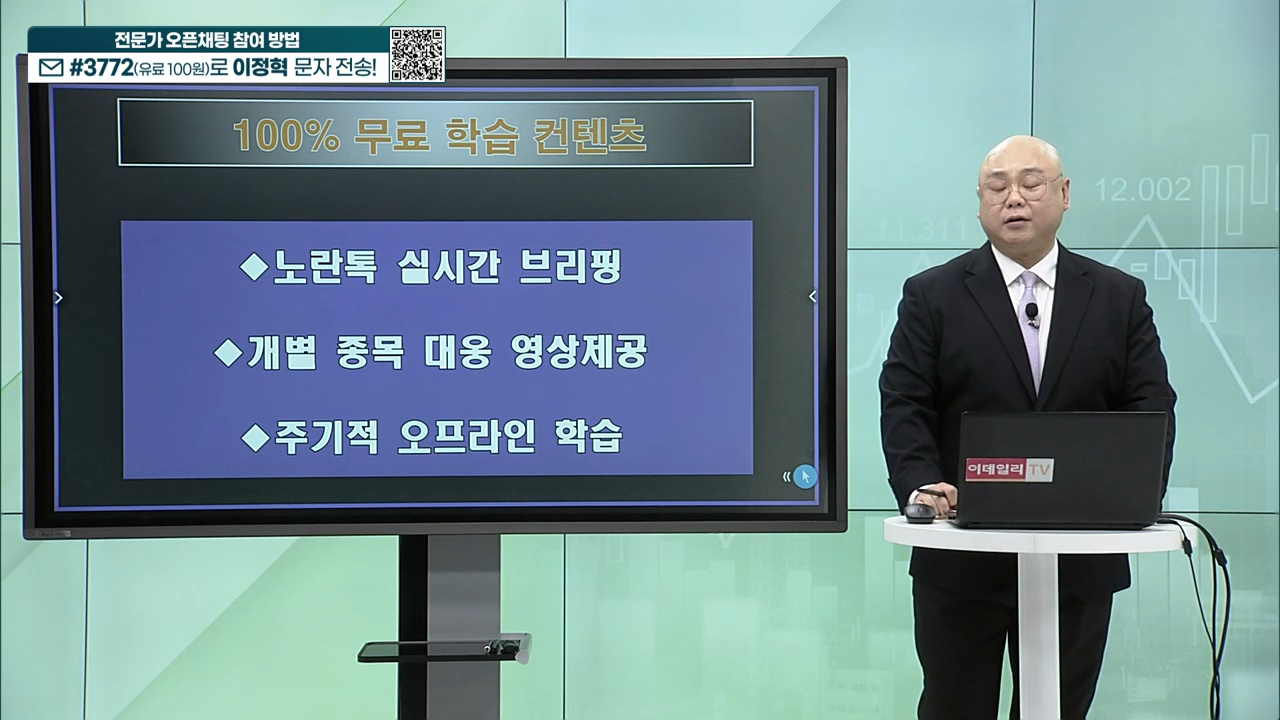 전문가 오픈채팅 참여 방법
#3772(유료 100원)로 이정혁 문자 전송!
100% 무료 학습 컨텐츠
◆노란톡 실시간 브리핑
◆개별 종목 대응 영상제공
◆주기적 오프라인 학습
12.002
11.311
이데일리 TV